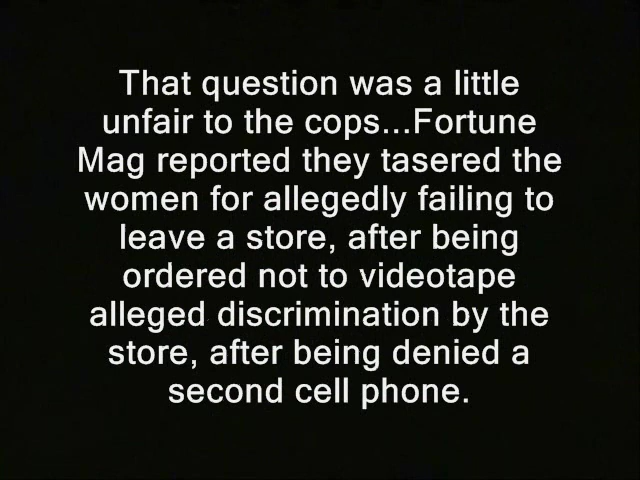 That question was a little
unfair to the cops...Fortune
Mag reported they tasered the
women for allegedly failing to
leave a store, after being
ordered not to videotape
alleged discrimination by the
store, after being denied a
second cell phone.